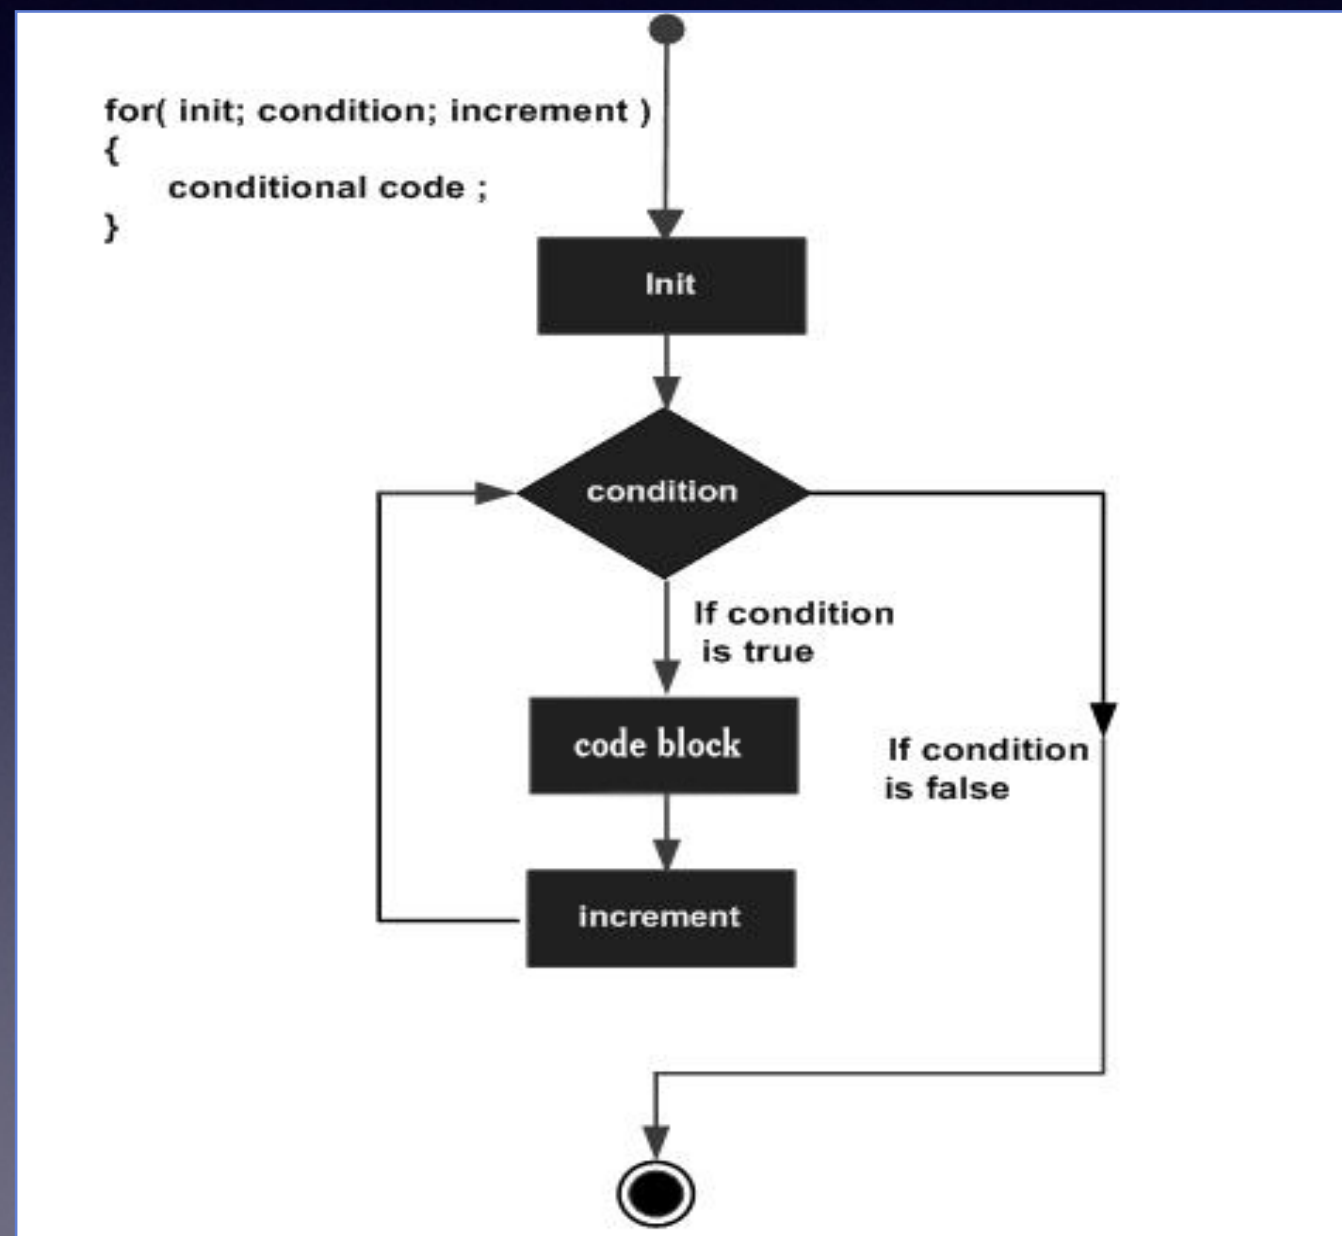 for( init; condition; increment )
{
conditional code ;
}
Init
condition
If condition
is true
code block
If condition
is false
increment